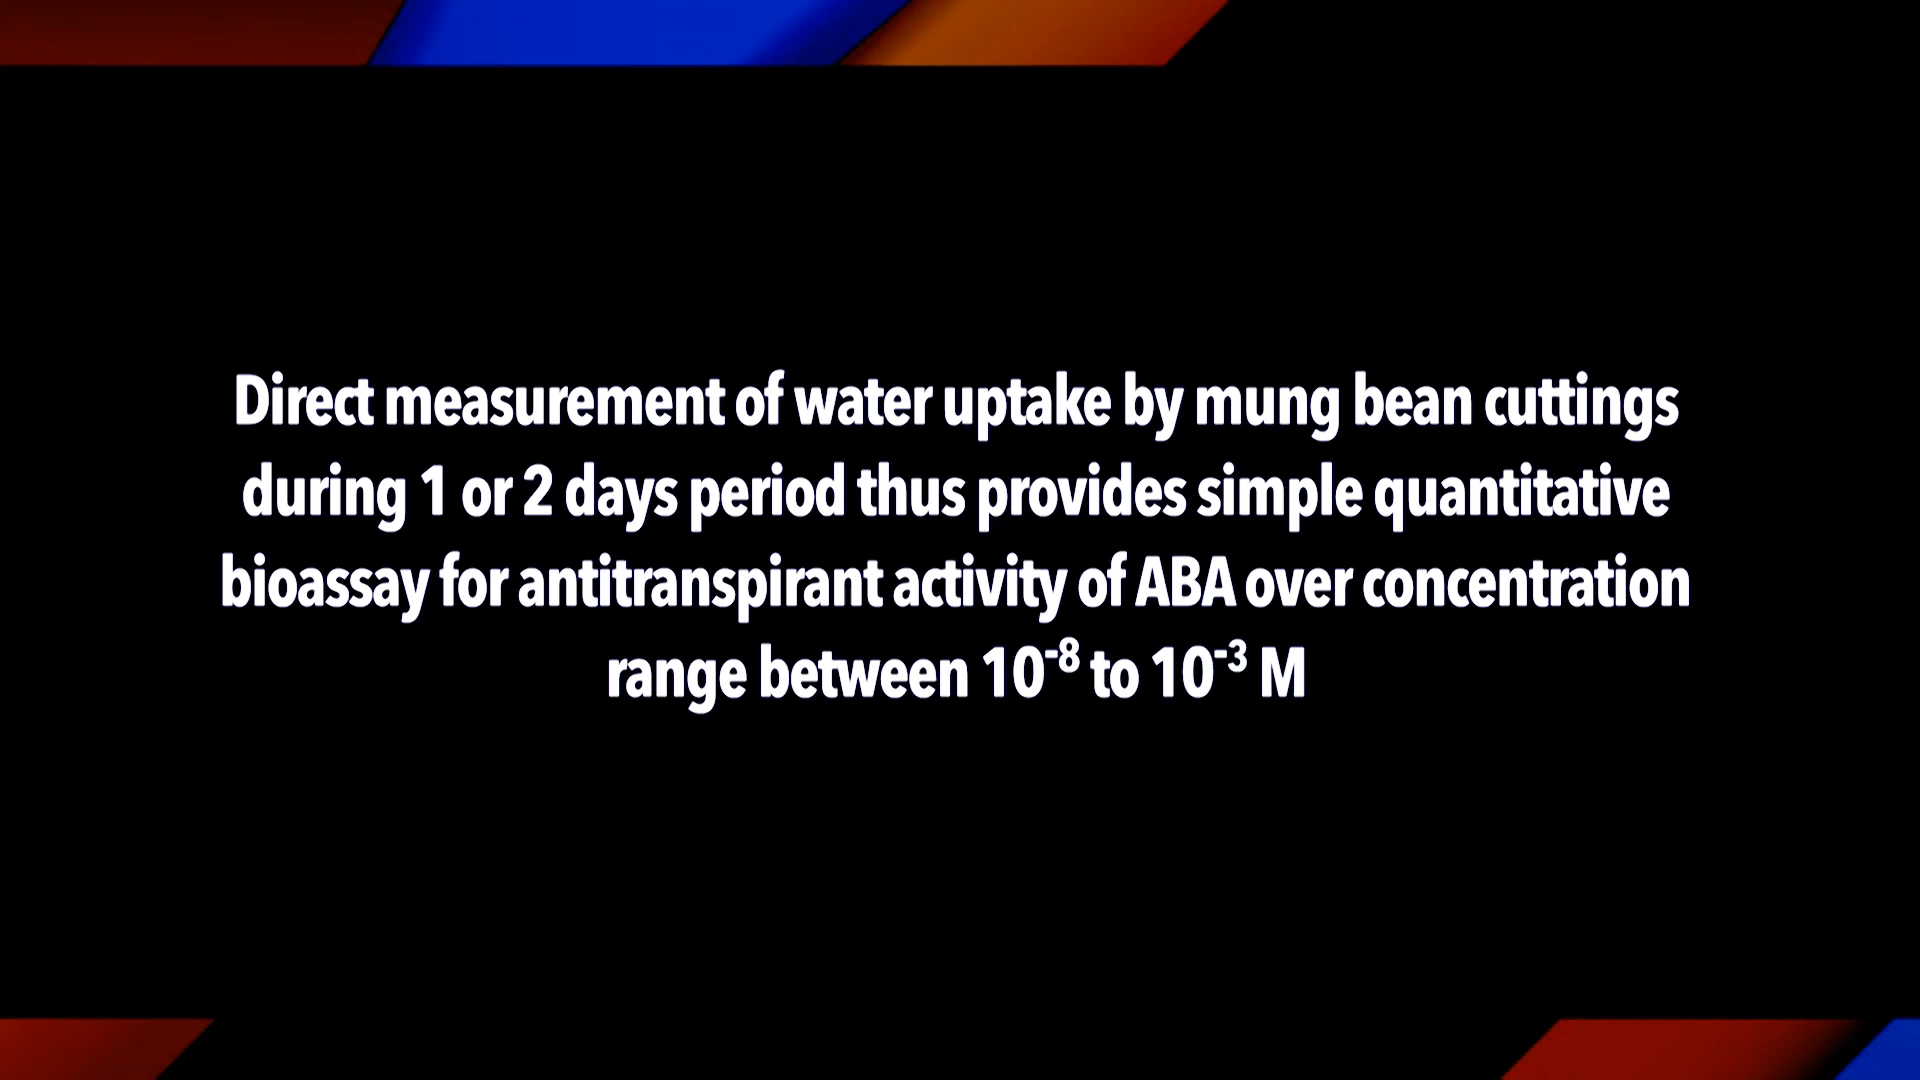 Direct measurement of water uptake by mung bean cuttings
during 1 or 2 days period thus provides simple quantitative
bioassay for antitranspirant activity of ABA over concentration
range between 10⁻⁸ to 10⁻³ M